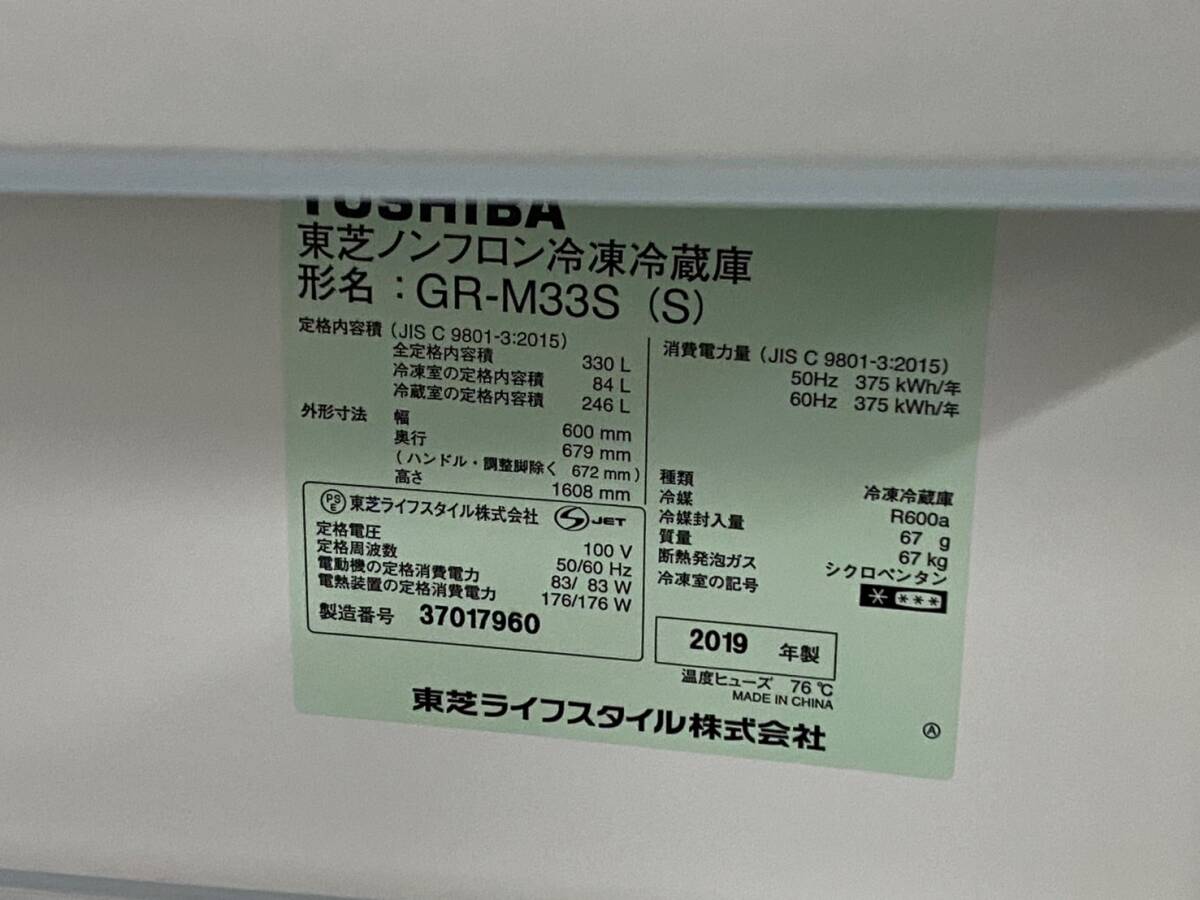 TOSHIBA
東芝ノンフロン冷凍冷蔵庫
形名：GR-M33S (S)
定格内容積 (JIS C 9801-3:2015)
全定格内容積 330 L
冷凍室の定格内容積 84 L
冷蔵室の定格内容積 246 L
外形寸法 幅 600 mm
奥行 679 mm
(ハンドル・調整脚除く 672 mm)
高さ 1608 mm
PSE 東芝ライフスタイル株式会社 S JET
定格電圧 100 V
定格周波数 50/60 Hz
電動機の定格消費電力 83/ 83 W
電熱装置の定格消費電力 176/176 W
製造番号 37017960
消費電力量 (JIS C 9801-3:2015)
50Hz 375 kWh/年
60Hz 375 kWh/年
種類 冷凍冷蔵庫
冷媒 R600a
冷媒封入量 67 g
質量 67 kg
断熱発泡ガス シクロペンタン
冷凍室の記号 * ***
2019 年製
温度ヒューズ 76 ℃
MADE IN CHINA
東芝ライフスタイル株式会社
Ⓐ